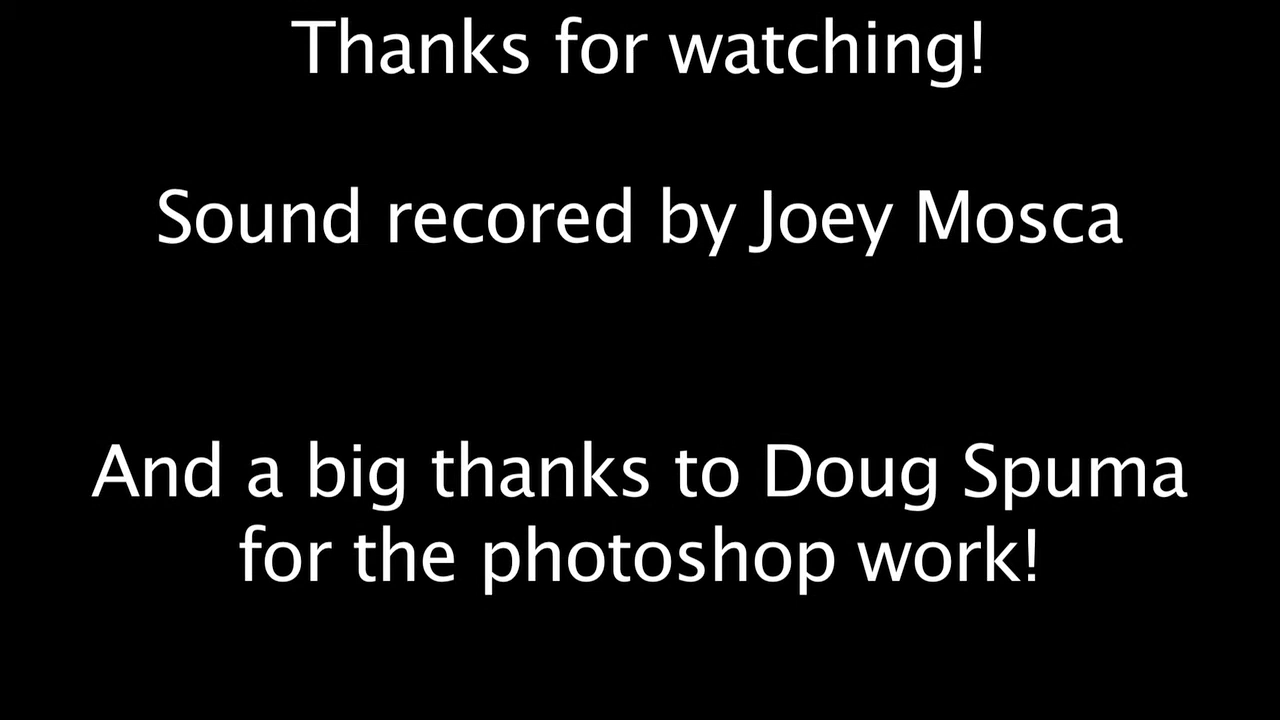 Thanks for watching!
Sound recored by Joey Mosca
And a big thanks to Doug Spuma
for the photoshop work!